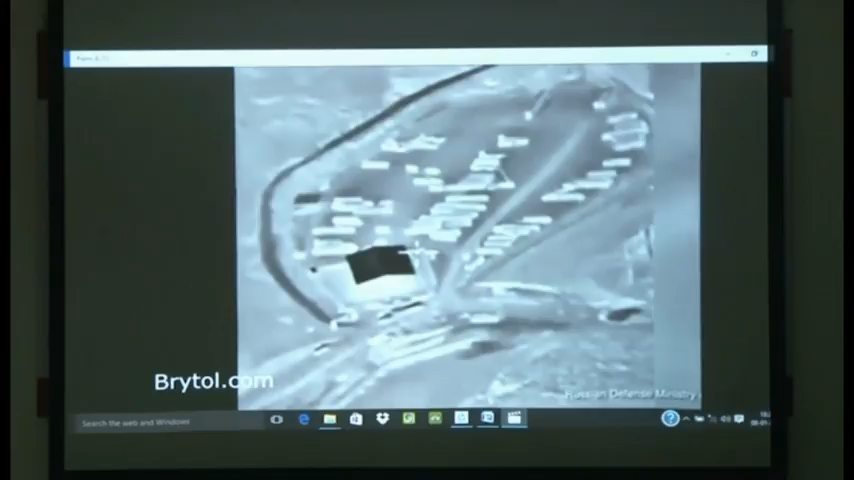 Brytol.com
Russian Defense Ministry
Search the web and Windows